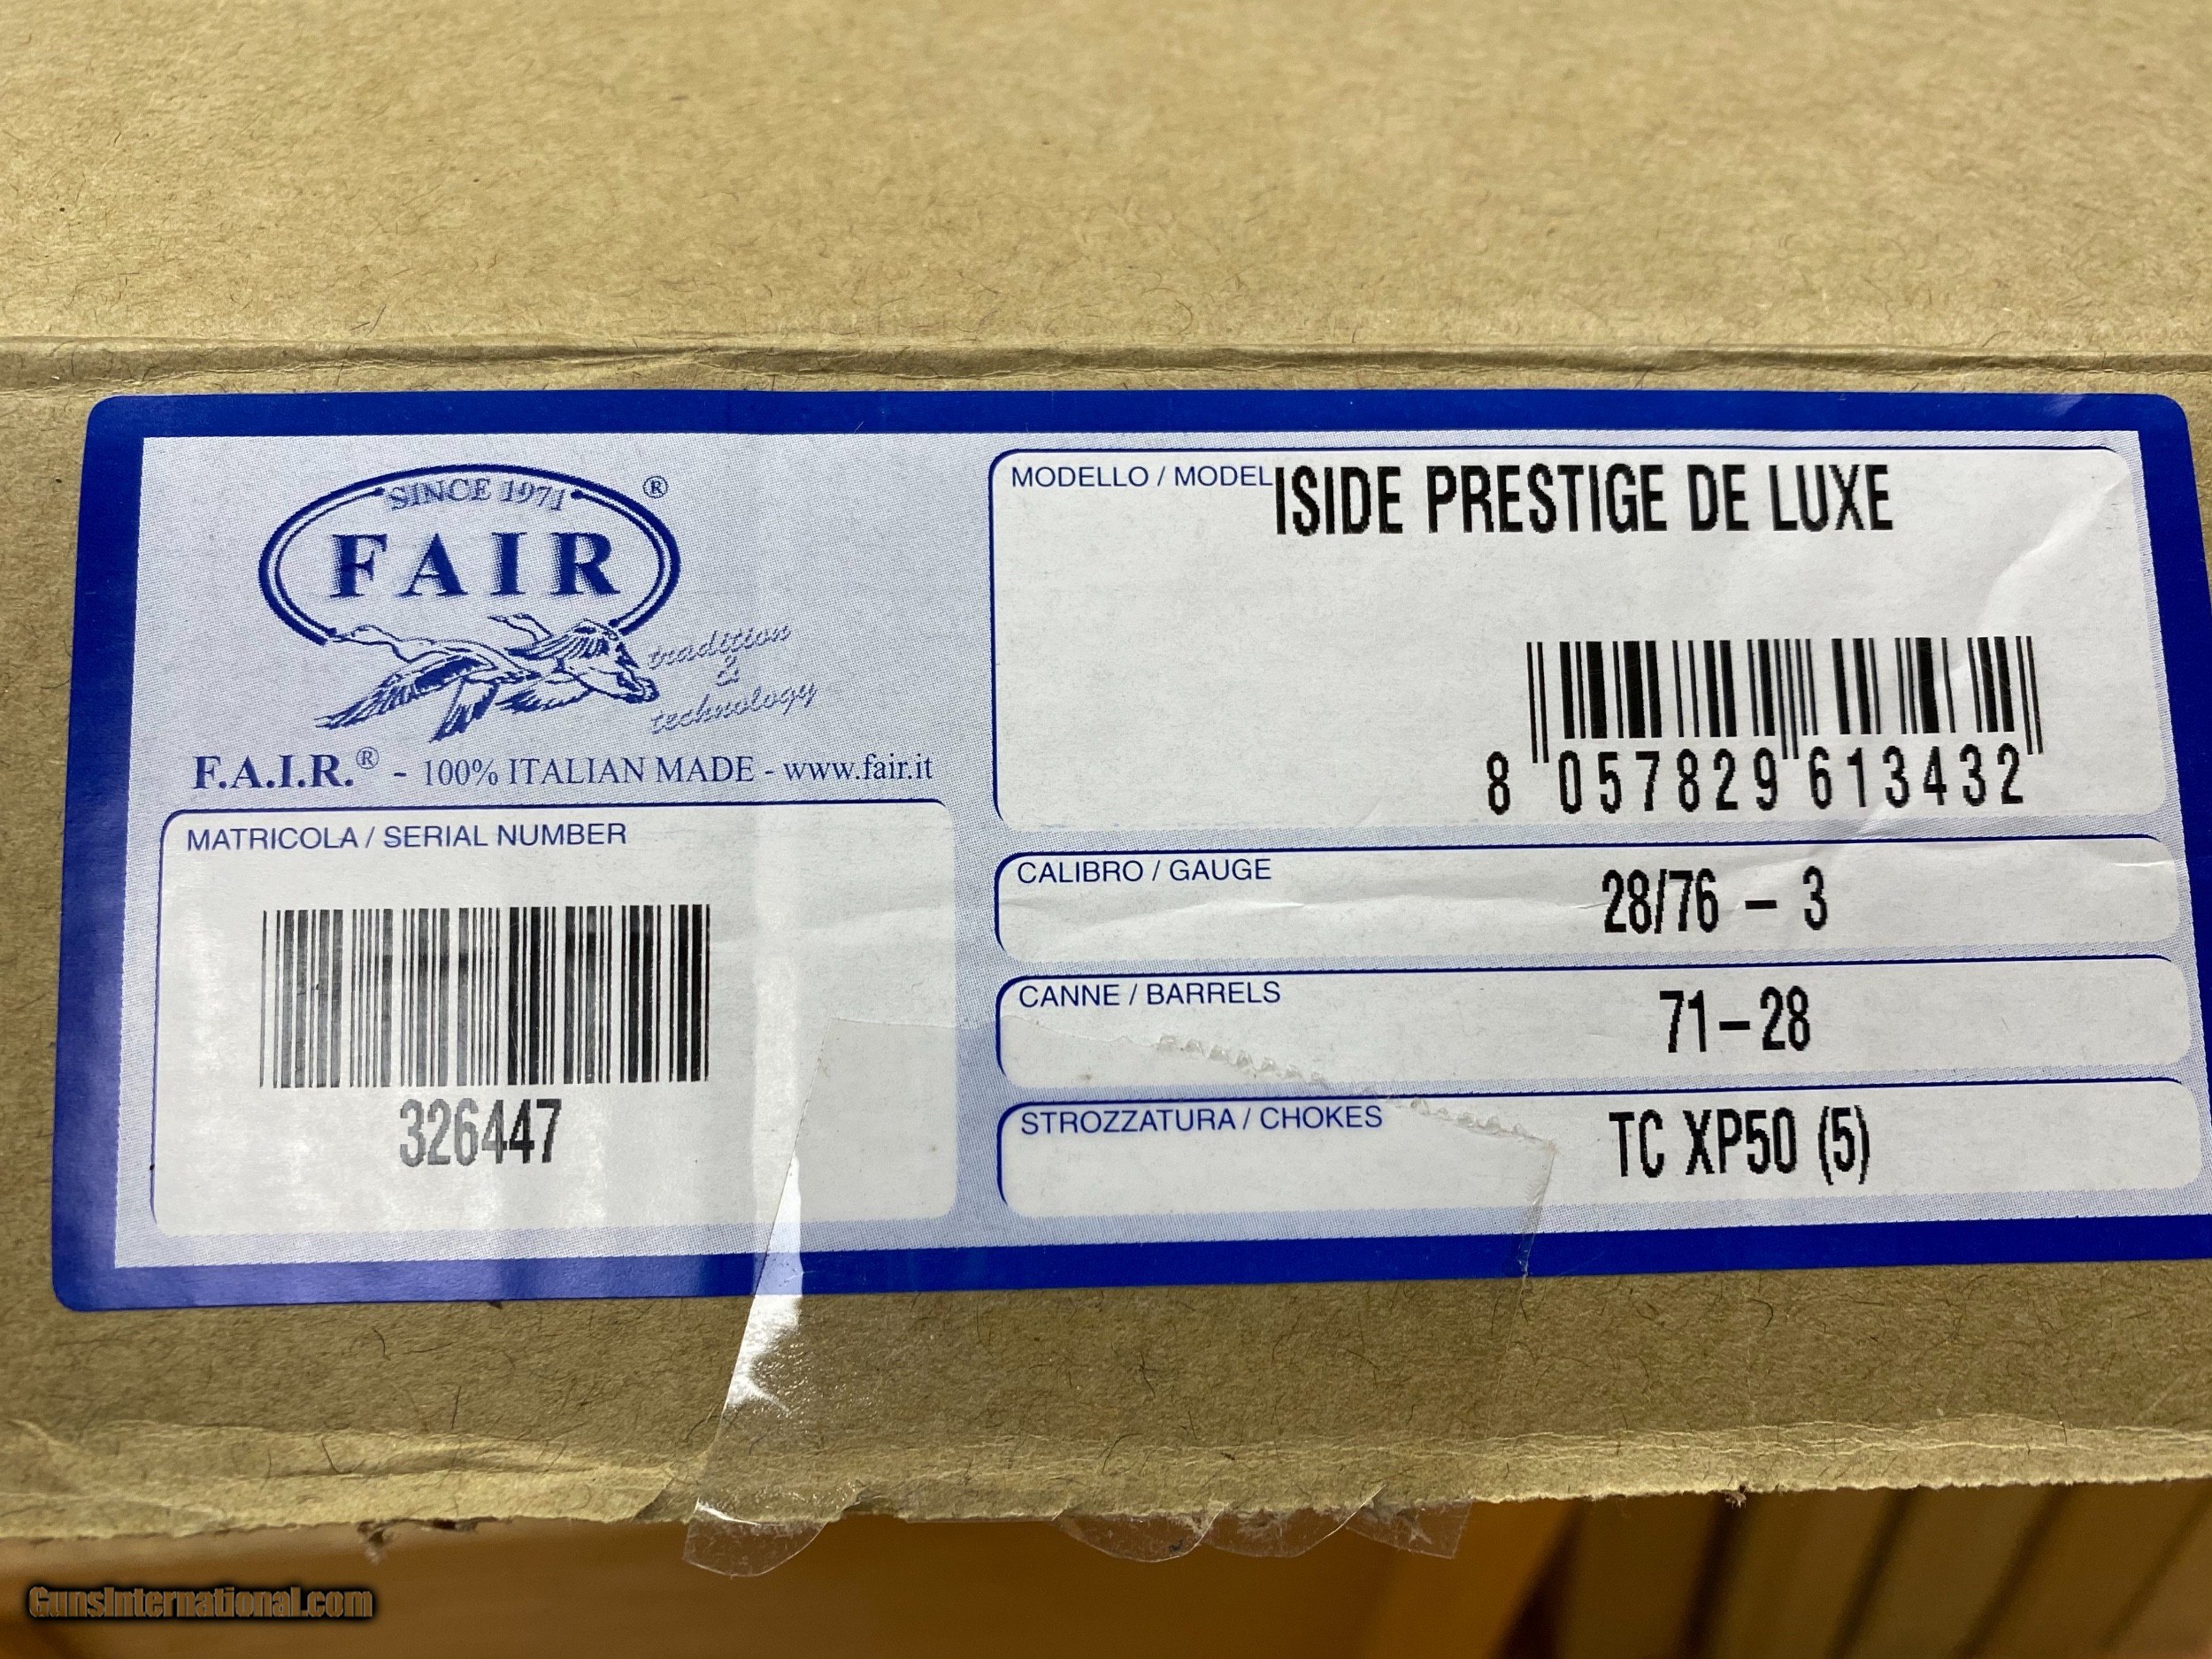 SINCE 1971
FAIR®
tradition
&
technology
F.A.I.R.® - 100% ITALIAN MADE - www.fair.it
MATRICOLA / SERIAL NUMBER
326447
MODELLO / MODEL ISIDE PRESTIGE DE LUXE
8 057829 613432
CALIBRO / GAUGE 28/76 – 3
CANNE / BARRELS 71–28
STROZZATURA / CHOKES TC XP50 (5)
GunsInternational.com